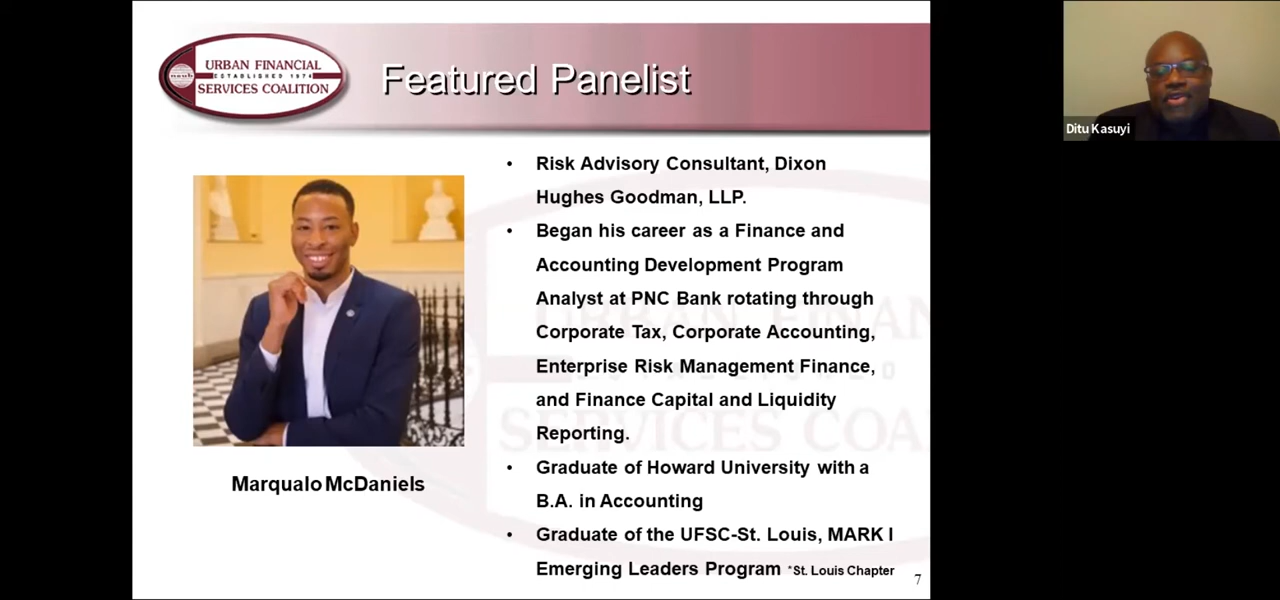 URBAN FINANCIAL
ESTABLISHED 1974
SERVICES COALITION
Featured Panelist
Ditu Kasuyi
• Risk Advisory Consultant, Dixon
Hughes Goodman, LLP.
• Began his career as a Finance and
Accounting Development Program
Analyst at PNC Bank rotating through
Corporate Tax, Corporate Accounting,
Enterprise Risk Management Finance,
and Finance Capital and Liquidity
Reporting.
• Graduate of Howard University with a
B.A. in Accounting
• Graduate of the UFSC-St. Louis, MARK I
Emerging Leaders Program *St. Louis Chapter
Marqualo McDaniels
7